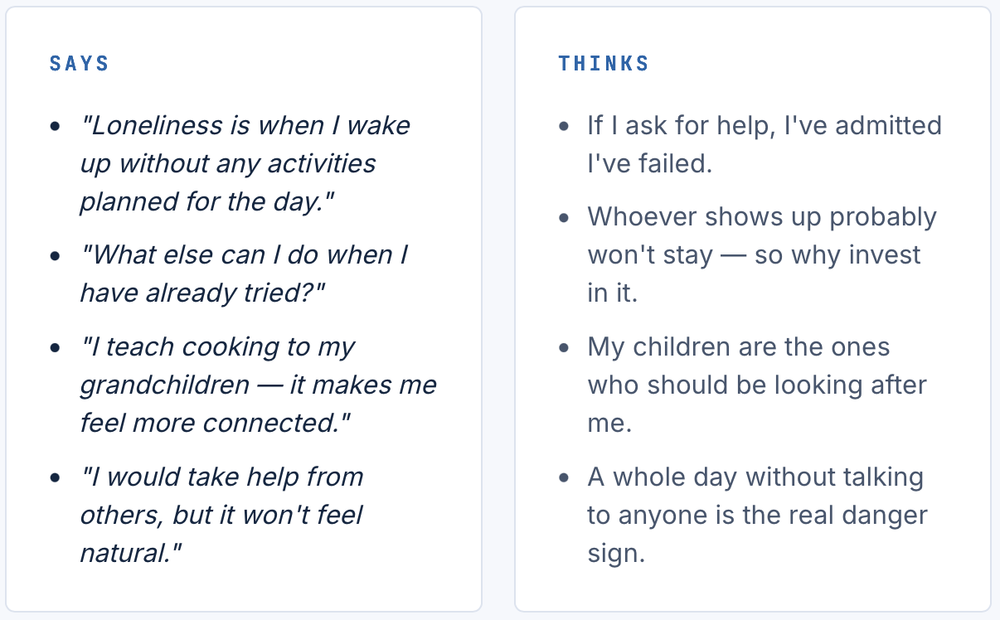 SAYS
"Loneliness is when I wake
up without any activities
planned for the day."
"What else can I do when I
have already tried?"
"I teach cooking to my
grandchildren — it makes me
feel more connected."
"I would take help from
others, but it won't feel
natural."
THINKS
If I ask for help, I've admitted
I've failed.
Whoever shows up probably
won't stay — so why invest
in it.
My children are the ones
who should be looking after
me.
A whole day without talking
to anyone is the real danger
sign.